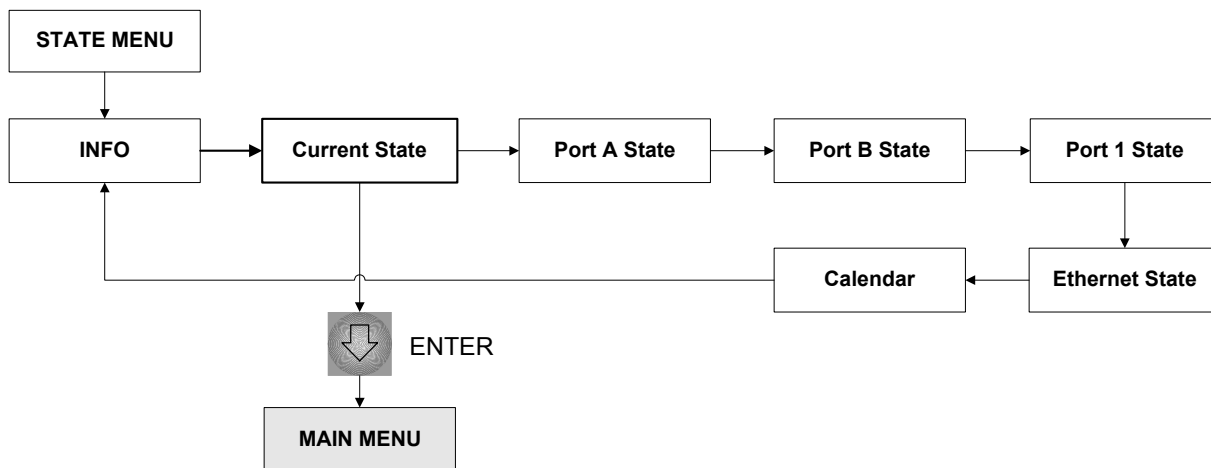 STATE MENU
INFO
Current State
Port A State
Port B State
Port 1 State
Calendar
Ethernet State
ENTER
MAIN MENU